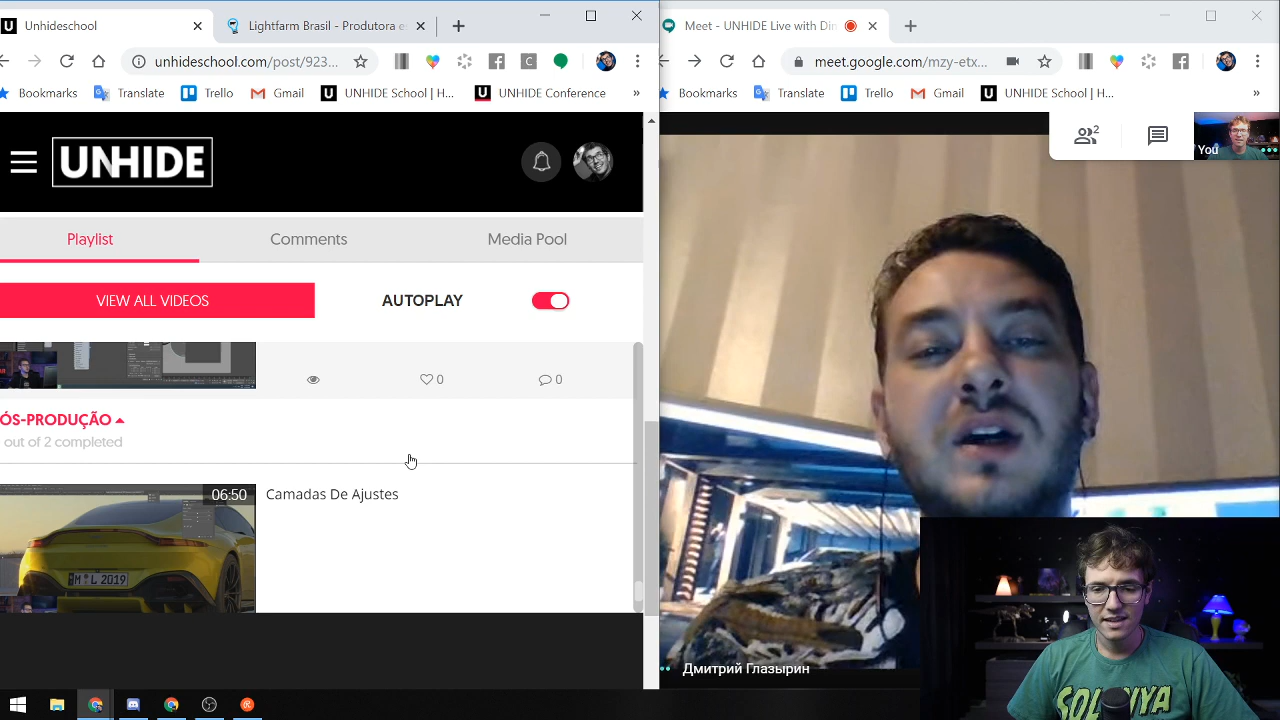 Unhideschool
Lightfarm Brasil - Produtora e
Meet - UNHIDE Live with Din
unhideschool.com/post/923...
meet.google.com/mzy-etx...
Bookmarks
Translate
Trello
Gmail
UNHIDE School | H...
UNHIDE Conference
»
Bookmarks
Translate
Trello
Gmail
UNHIDE School | H...
»
UNHIDE
2
You
Playlist
Comments
Media Pool
VIEW ALL VIDEOS
AUTOPLAY
0
0
ÓS-PRODUÇÃO
out of 2 completed
06:50
Camadas De Ajustes
M L 2019
Дмитрий Глазырин